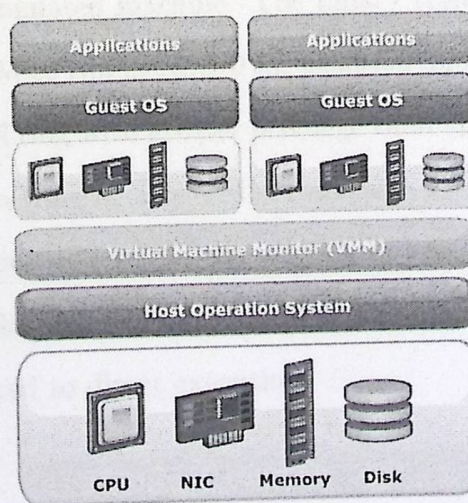 Applications Applications
Guest OS Guest OS
Virtual Machine Monitor (VMM)
Host Operation System
CPU NIC Memory Disk